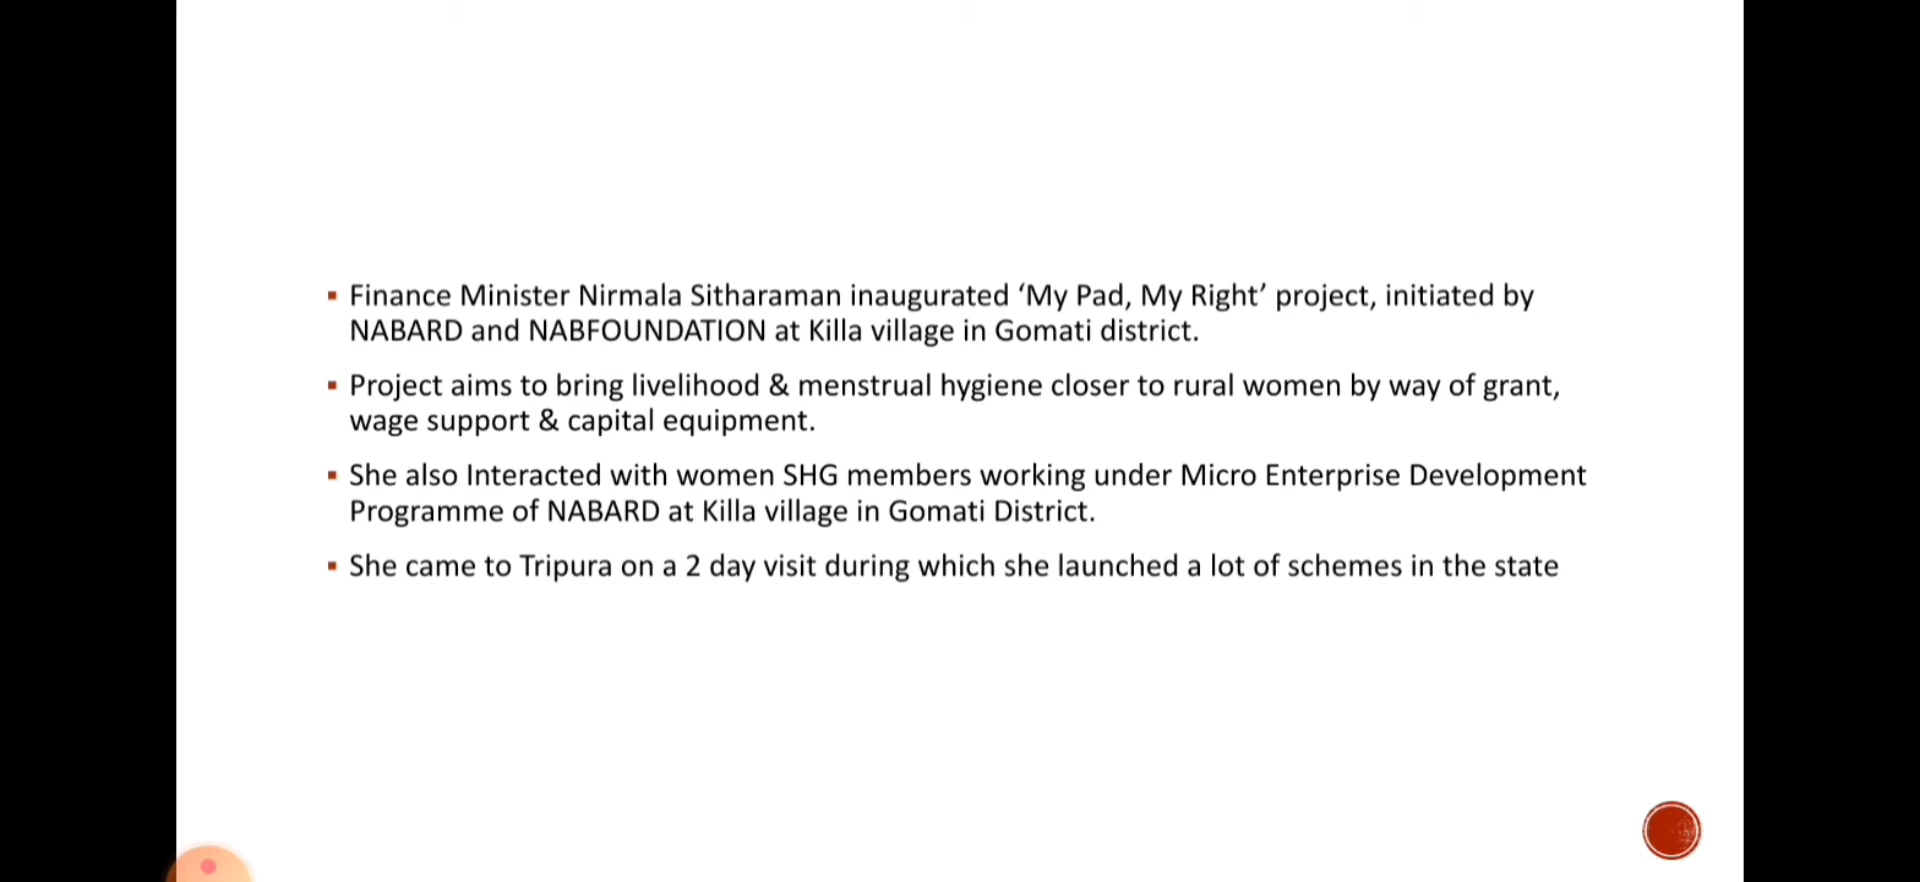 ▪ Finance Minister Nirmala Sitharaman inaugurated ‘My Pad, My Right’ project, initiated by
NABARD and NABFOUNDATION at Killa village in Gomati district.
▪ Project aims to bring livelihood & menstrual hygiene closer to rural women by way of grant,
wage support & capital equipment.
▪ She also Interacted with women SHG members working under Micro Enterprise Development
Programme of NABARD at Killa village in Gomati District.
▪ She came to Tripura on a 2 day visit during which she launched a lot of schemes in the state